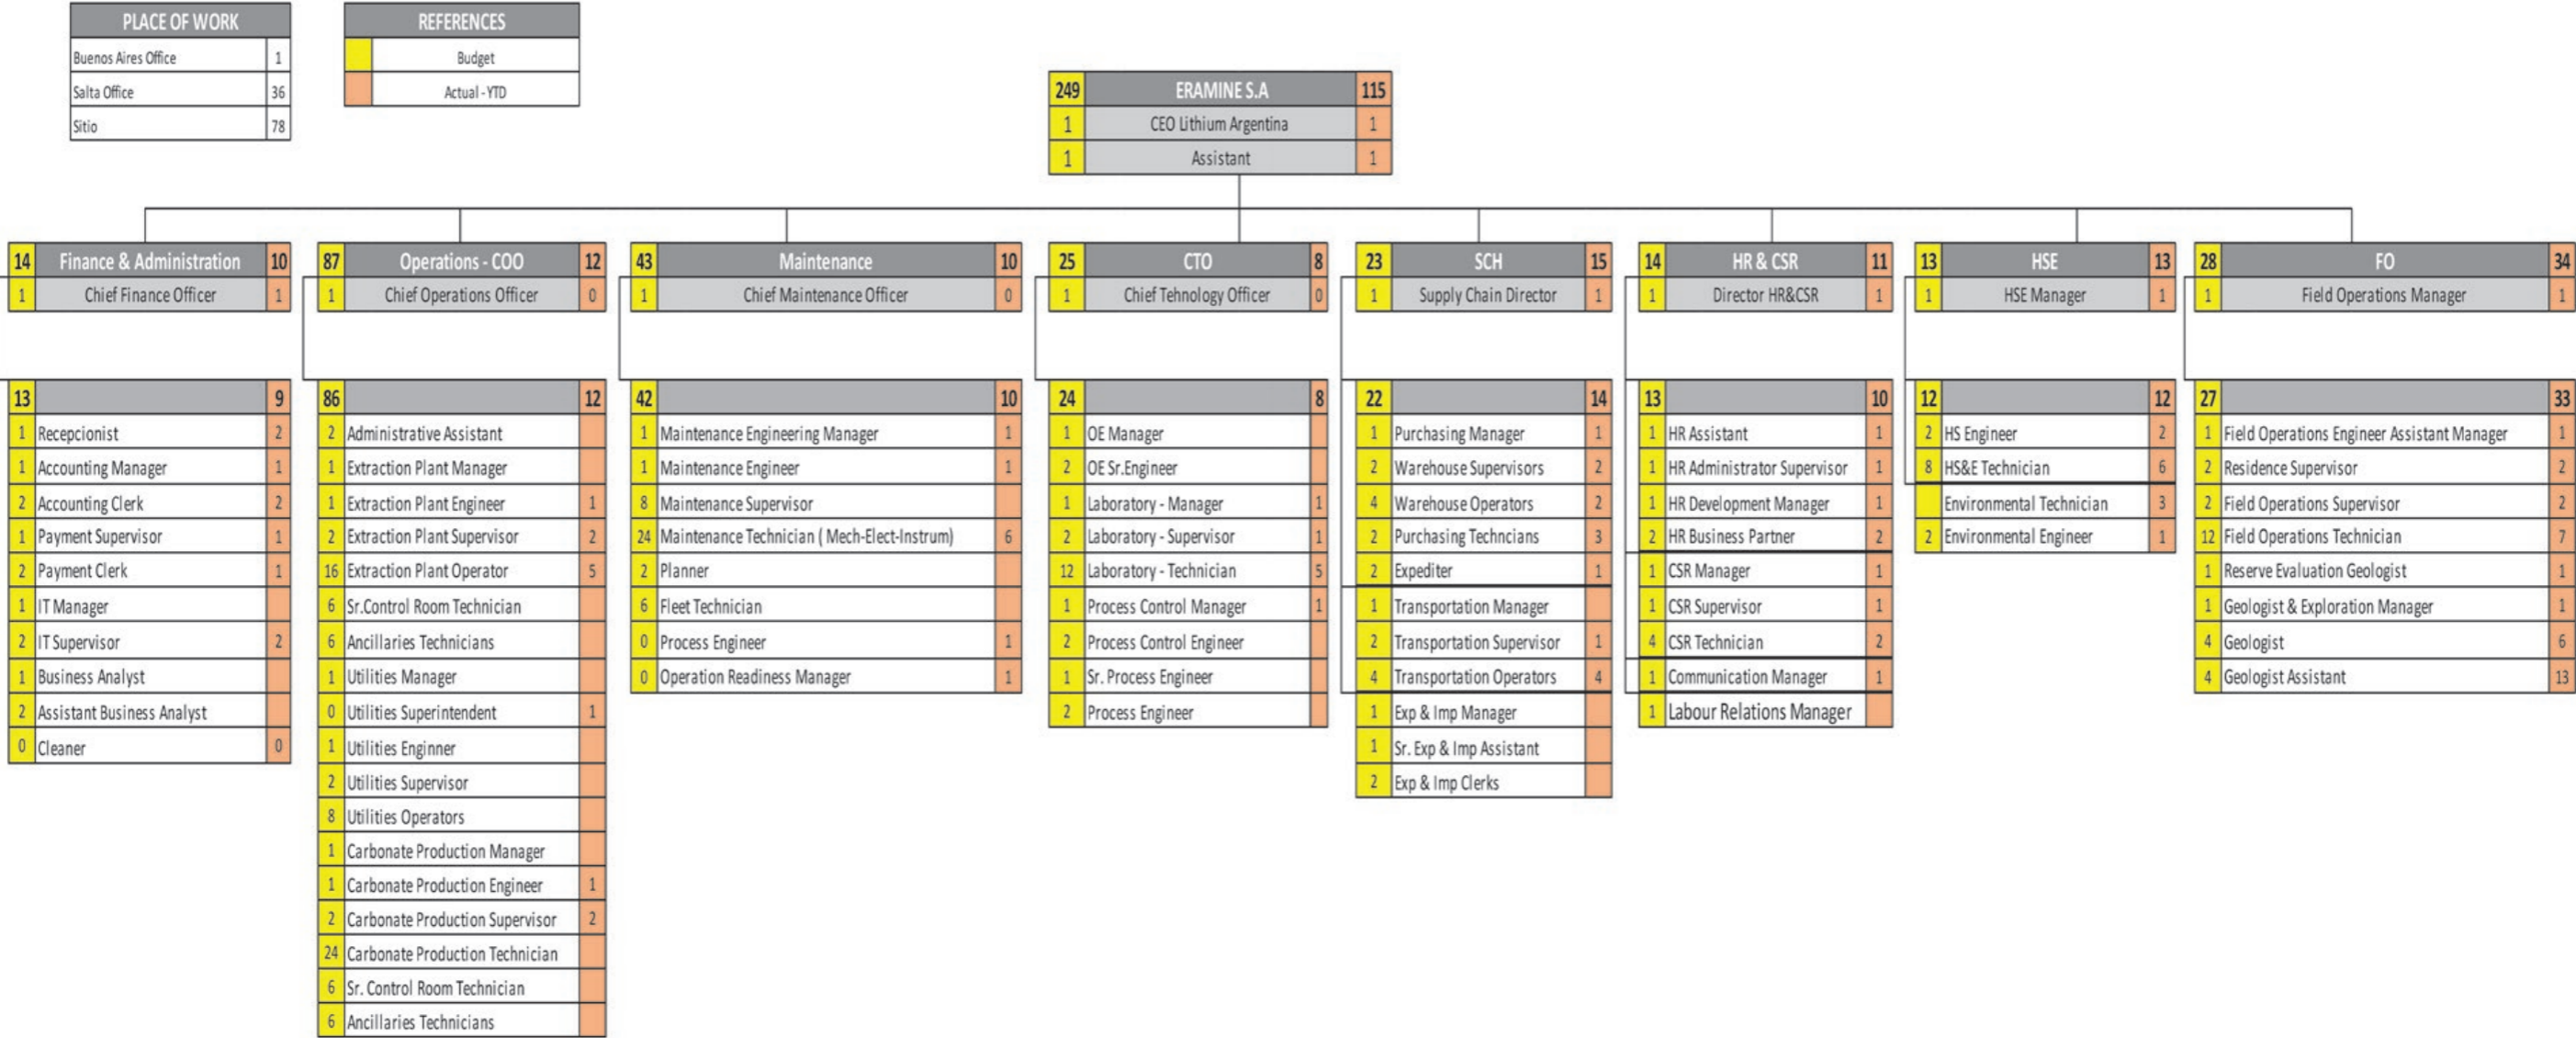 PLACE OF WORK
Buenos Aires Office 1
Salta Office 36
Sitio 78
REFERENCES
Budget
Actual - YTD
249 ERAMINE S.A 115
1 CEO Lithium Argentina 1
1 Assistant 1
14 Finance & Administration 10
1 Chief Finance Officer 1
13 9
1 Recepcionist 2
1 Accounting Manager 1
2 Accounting Clerk 2
1 Payment Supervisor 1
2 Payment Clerk 1
1 IT Manager
2 IT Supervisor 2
1 Business Analyst
2 Assistant Business Analyst
0 Cleaner 0
87 Operations - COO 12
1 Chief Operations Officer 0
86 12
2 Administrative Assistant
1 Extraction Plant Manager
1 Extraction Plant Engineer 1
2 Extraction Plant Supervisor 2
16 Extraction Plant Operator 5
6 Sr.Control Room Technician
6 Ancillaries Technicians
1 Utilities Manager
0 Utilities Superintendent 1
1 Utilities Enginner
2 Utilities Supervisor
8 Utilities Operators
1 Carbonate Production Manager
1 Carbonate Production Engineer 1
2 Carbonate Production Supervisor 2
24 Carbonate Production Technician
6 Sr. Control Room Technician
6 Ancillaries Technicians
43 Maintenance 10
1 Chief Maintenance Officer 0
42 10
1 Maintenance Engineering Manager 1
1 Maintenance Engineer 1
8 Maintenance Supervisor
24 Maintenance Technician ( Mech-Elect-Instrum) 6
2 Planner
6 Fleet Technician
0 Process Engineer 1
0 Operation Readiness Manager 1
25 CTO 8
1 Chief Tehnology Officer 0
24 8
1 OE Manager
2 OE Sr.Engineer
1 Laboratory - Manager 1
2 Laboratory - Supervisor 1
12 Laboratory - Technician 5
1 Process Control Manager 1
2 Process Control Engineer
1 Sr. Process Engineer
2 Process Engineer
23 SCH 15
1 Supply Chain Director 1
22 14
1 Purchasing Manager 1
2 Warehouse Supervisors 2
4 Warehouse Operators 2
2 Purchasing Techncians 3
2 Expediter 1
1 Transportation Manager
2 Transportation Supervisor 1
4 Transportation Operators 4
1 Exp & Imp Manager
1 Sr. Exp & Imp Assistant
2 Exp & Imp Clerks
14 HR & CSR 11
1 Director HR&CSR 1
13 10
1 HR Assistant 1
1 HR Administrator Supervisor 1
1 HR Development Manager 1
2 HR Business Partner 2
1 CSR Manager 1
1 CSR Supervisor 1
4 CSR Technician 2
1 Communication Manager 1
1 Labour Relations Manager
13 HSE 13
1 HSE Manager 1
12 12
2 HS Engineer 2
8 HS&E Technician 6
Environmental Technician 3
2 Environmental Engineer 1
28 FO 34
1 Field Operations Manager 1
27 33
1 Field Operations Engineer Assistant Manager 1
2 Residence Supervisor 2
2 Field Operations Supervisor 2
12 Field Operations Technician 7
1 Reserve Evaluation Geologist 1
1 Geologist & Exploration Manager 1
4 Geologist 6
4 Geologist Assistant 13